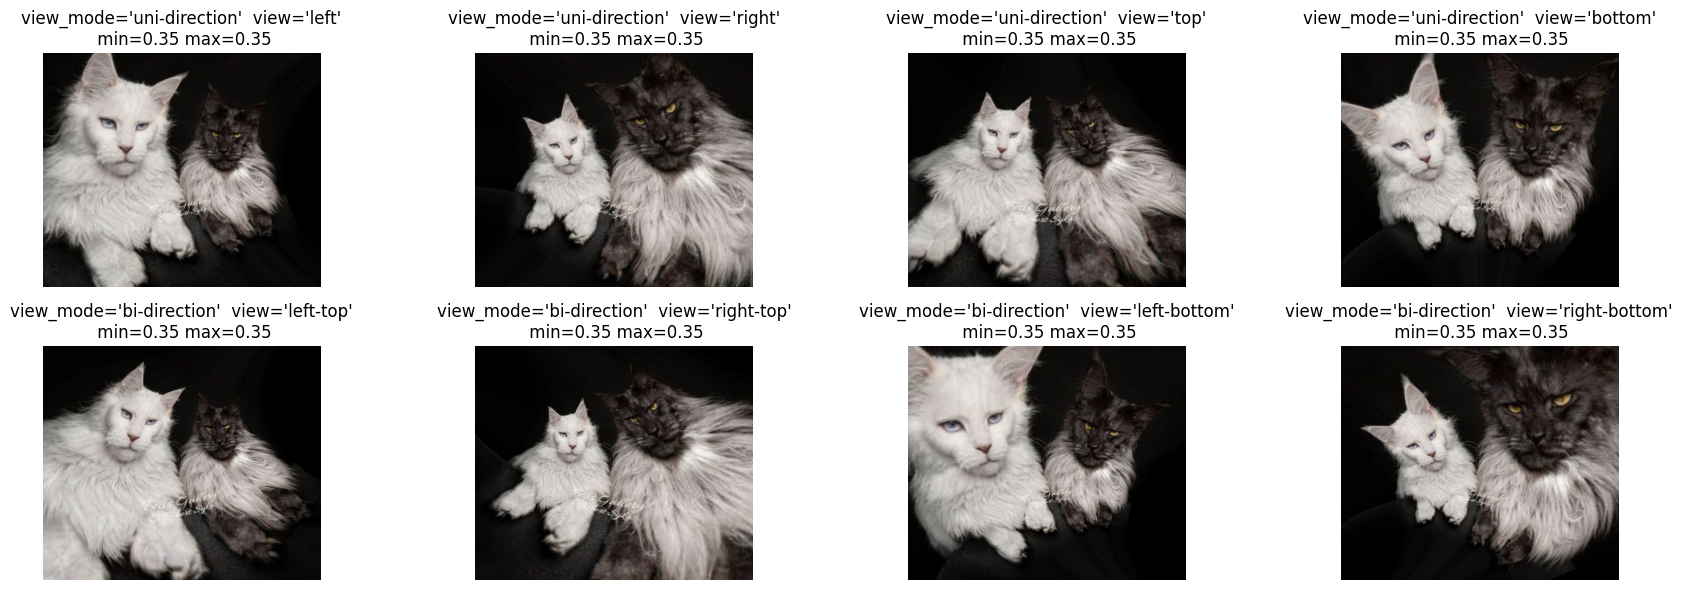 view_mode='uni-direction'  view='left'
min=0.35 max=0.35
view_mode='uni-direction'  view='right'
min=0.35 max=0.35
view_mode='uni-direction'  view='top'
min=0.35 max=0.35
view_mode='uni-direction'  view='bottom'
min=0.35 max=0.35
view_mode='bi-direction'  view='left-top'
min=0.35 max=0.35
view_mode='bi-direction'  view='right-top'
min=0.35 max=0.35
view_mode='bi-direction'  view='left-bottom'
min=0.35 max=0.35
view_mode='bi-direction'  view='right-bottom'
min=0.35 max=0.35